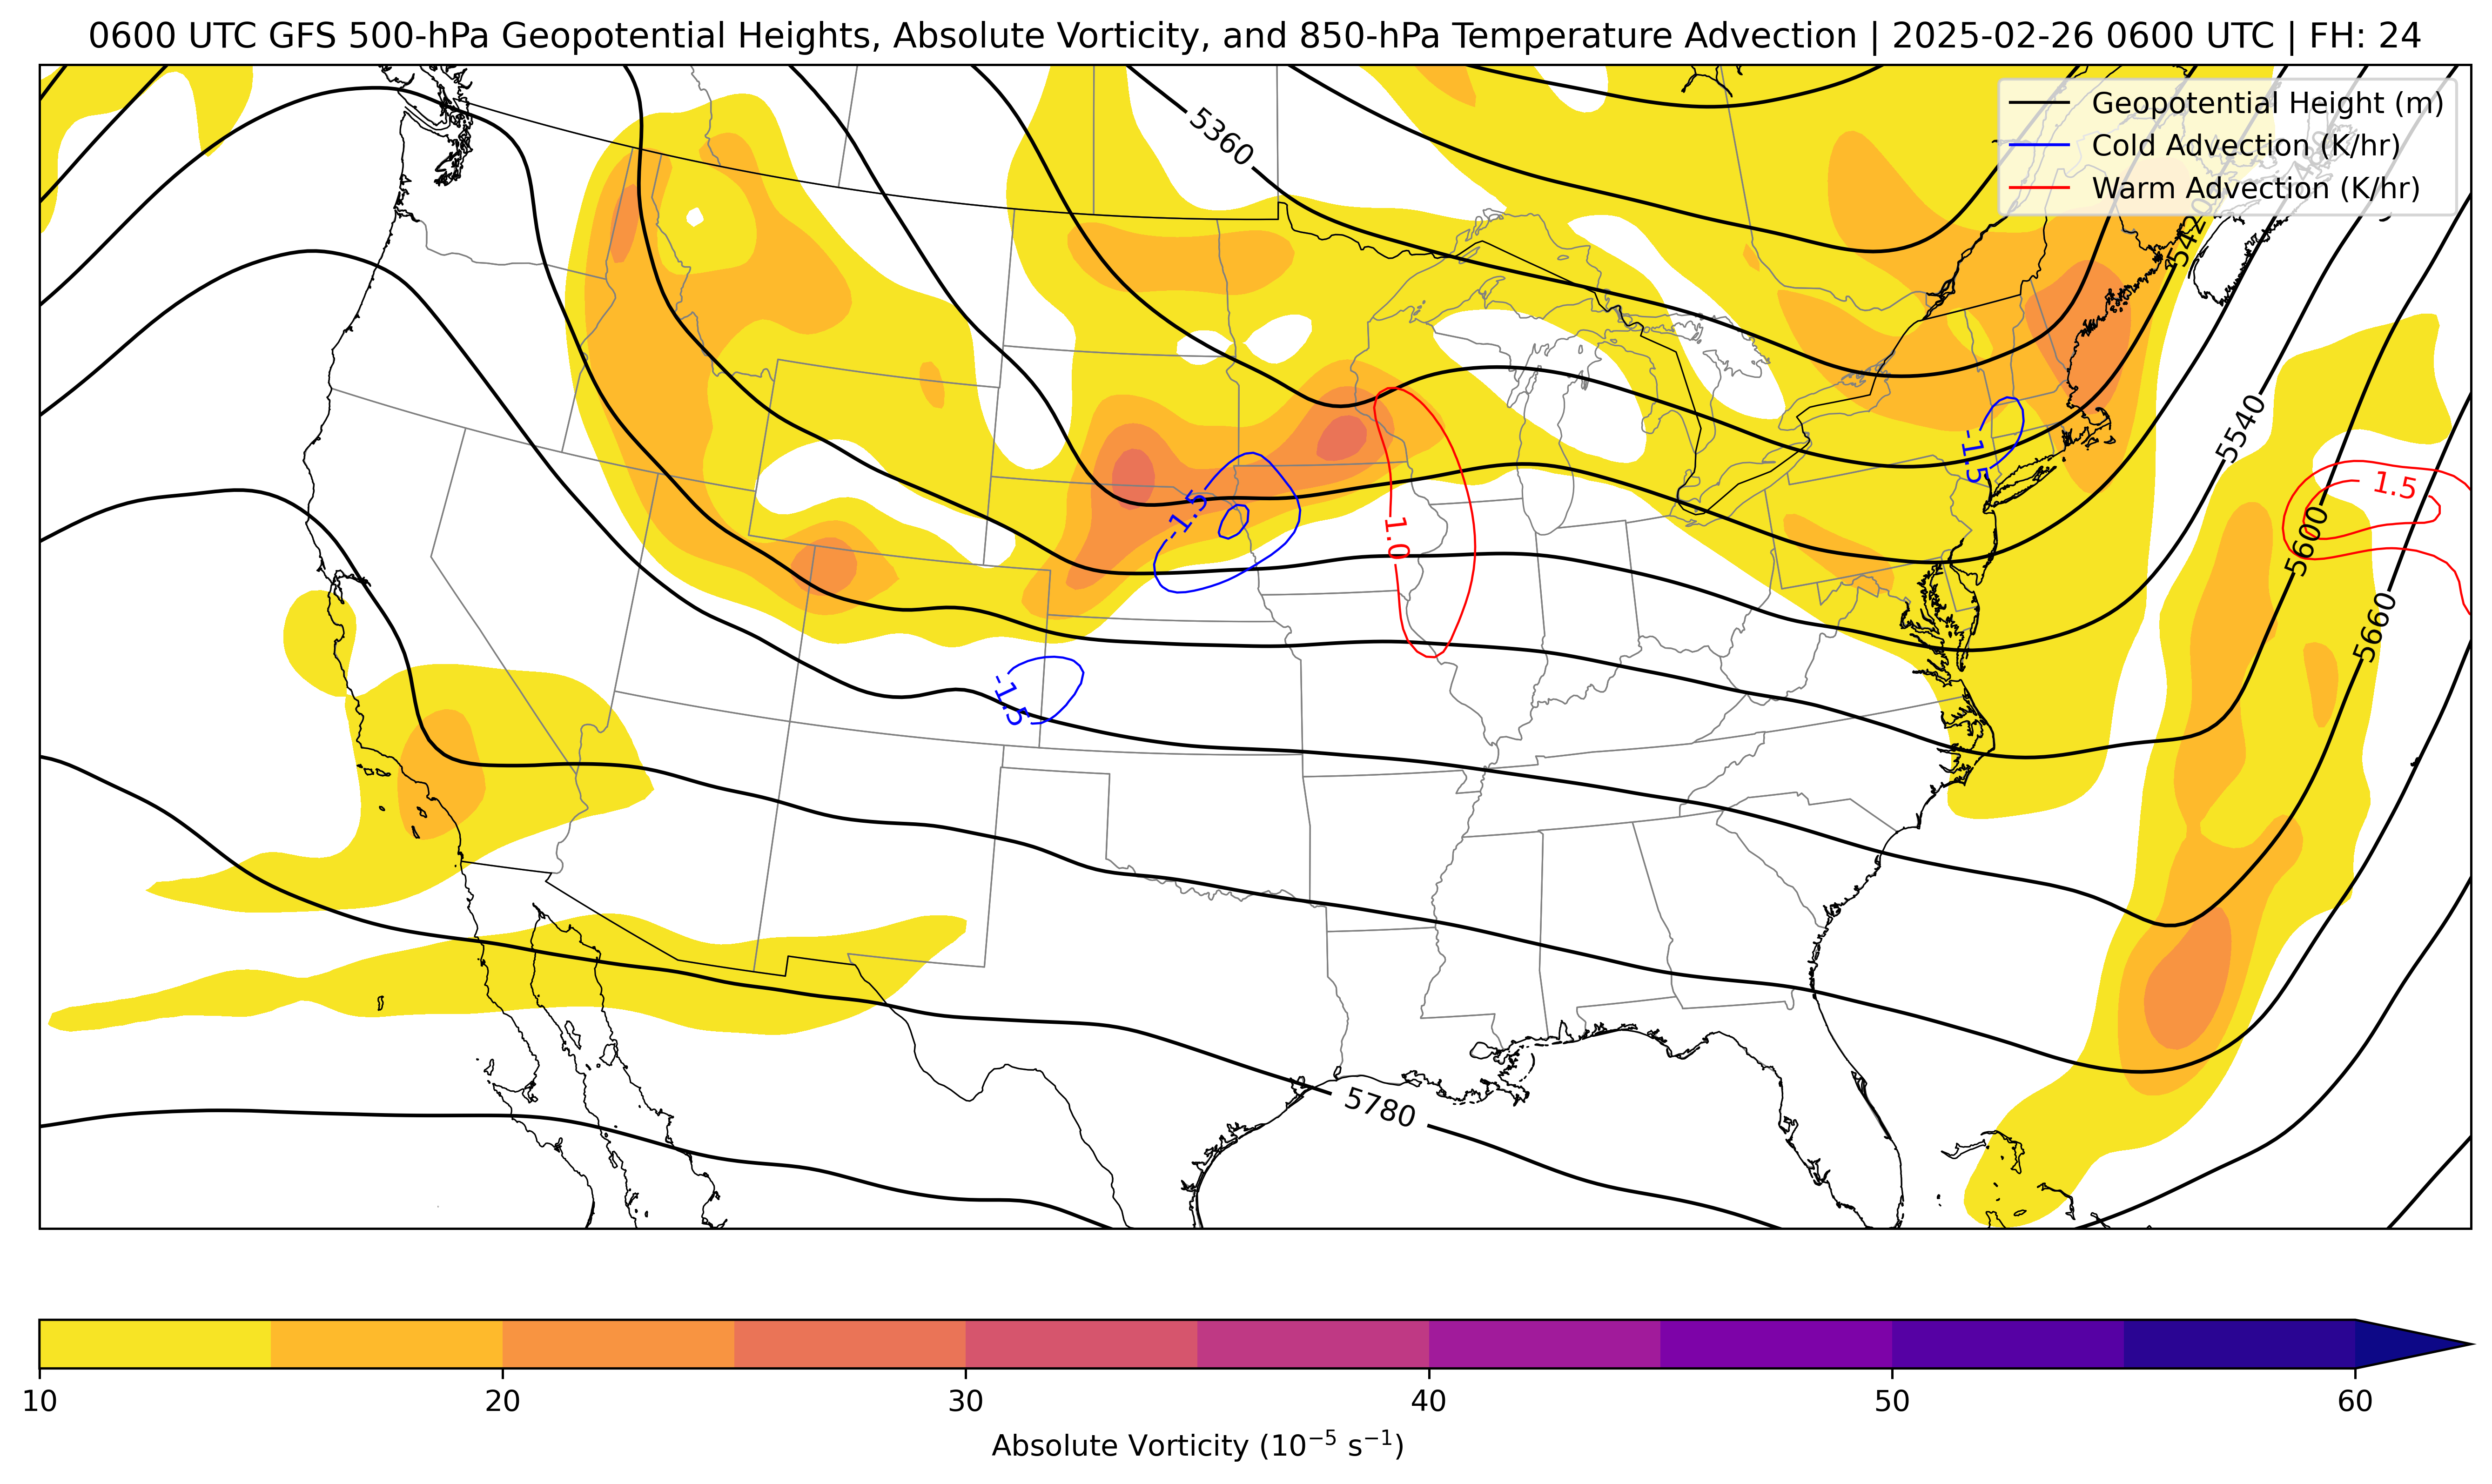 0600 UTC GFS 500-hPa Geopotential Heights, Absolute Vorticity, and 850-hPa Temperature Advection | 2025-02-26 0600 UTC | FH: 24
Geopotential Height (m)
Cold Advection (K/hr)
Warm Advection (K/hr)
5360
5420
5540
-1.5
1.5
-1.5
1.0
5600
5660
-1.5
5780
10 20 30 40 50 60
Absolute Vorticity (10⁻⁵ s⁻¹)